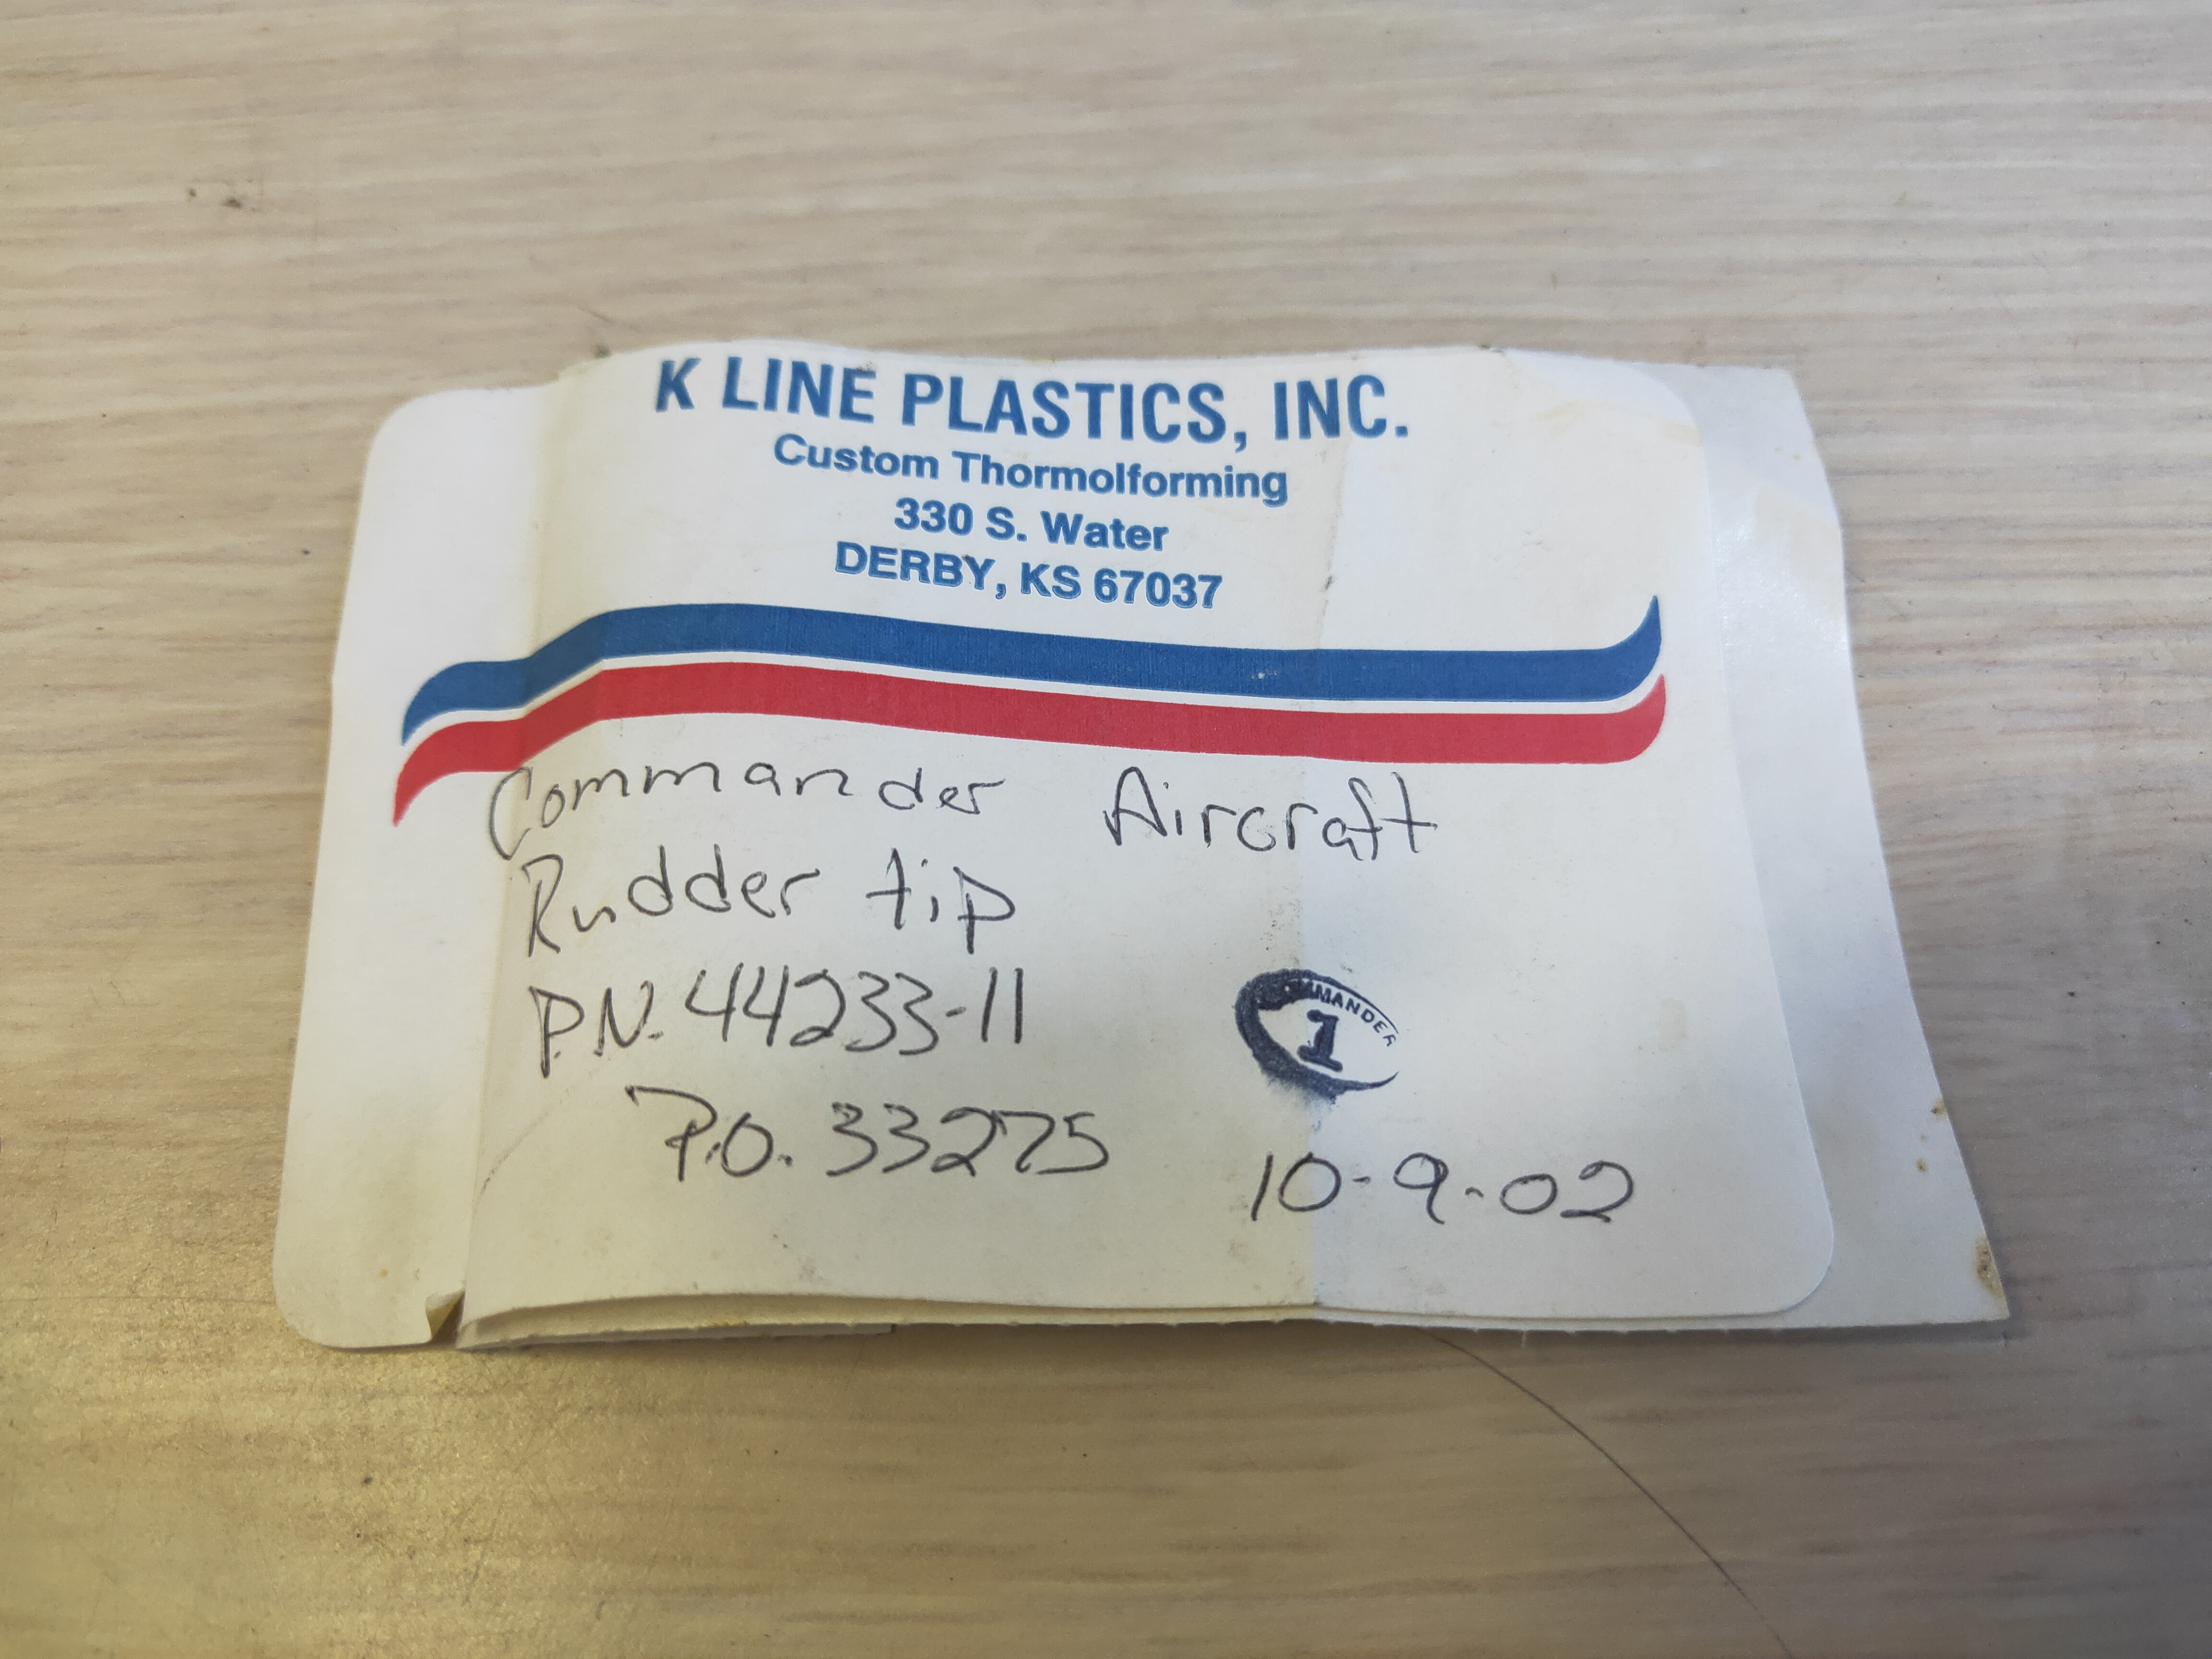 K LINE PLASTICS, INC.
Custom Thormolforming
330 S. Water
DERBY, KS 67037
Commander Aircraft
Rudder tip
P.N. 44233-11
MMANDER
1
P.O. 33275
10-9-02